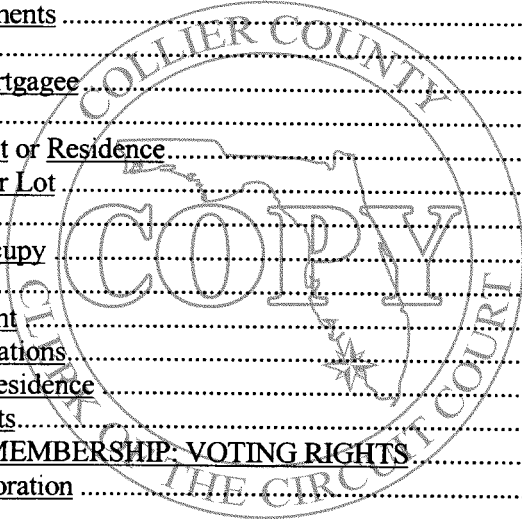 ments ..........
..........
rtgagee ..........
..........
t or Residence ..........
r Lot ..........
..........
cupy ..........
..........
nt ..........
ations ..........
esidence ..........
ts ..........
MEMBERSHIP: VOTING RIGHTS ..........
oration ..........
COLLIER COUNTY
COPY
CLERK OF THE CIRCUIT COURT